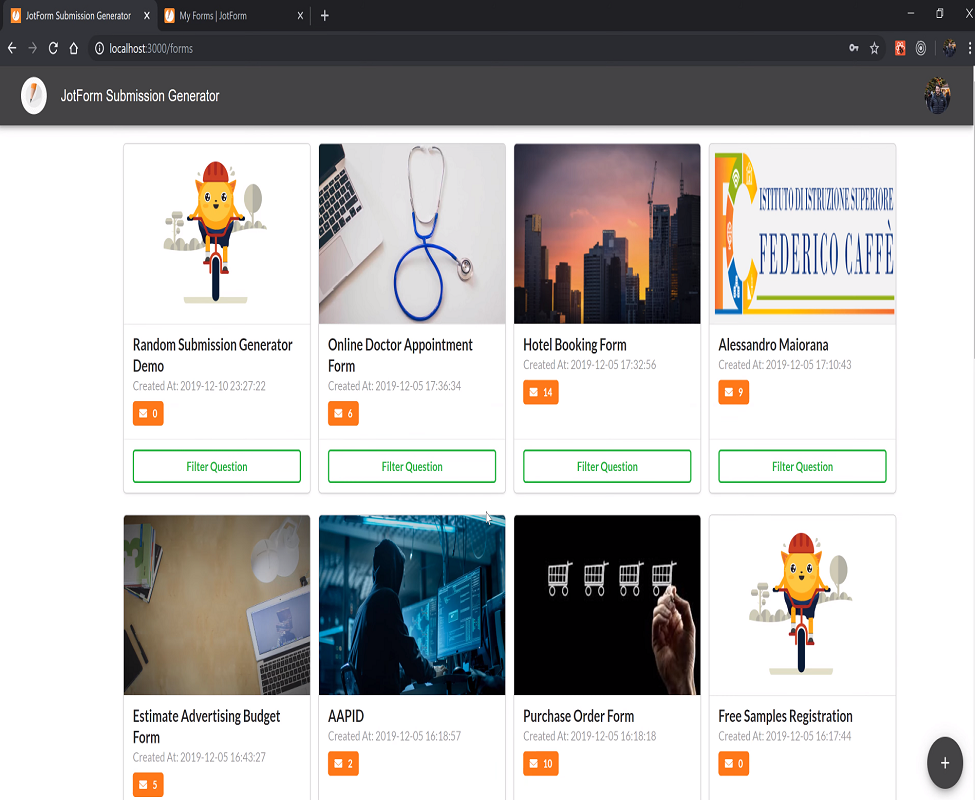 JotForm Submission Generator
My Forms | JotForm
localhost:3000/forms
JotForm Submission Generator
ISTITUTO DI ISTRUZIONE SUPERIORE
FEDERICO CAFFÈ
Random Submission Generator
Demo
Created At: 2019-12-10 23:27:22
0
Filter Question
Online Doctor Appointment
Form
Created At: 2019-12-05 17:36:34
6
Filter Question
Hotel Booking Form
Created At: 2019-12-05 17:32:56
14
Filter Question
Alessandro Maiorana
Created At: 2019-12-05 17:10:43
9
Filter Question
Estimate Advertising Budget
Form
Created At: 2019-12-05 16:43:27
5
AAPID
Created At: 2019-12-05 16:18:57
2
Purchase Order Form
Created At: 2019-12-05 16:18:18
10
Free Samples Registration
Created At: 2019-12-05 16:17:44
0
+